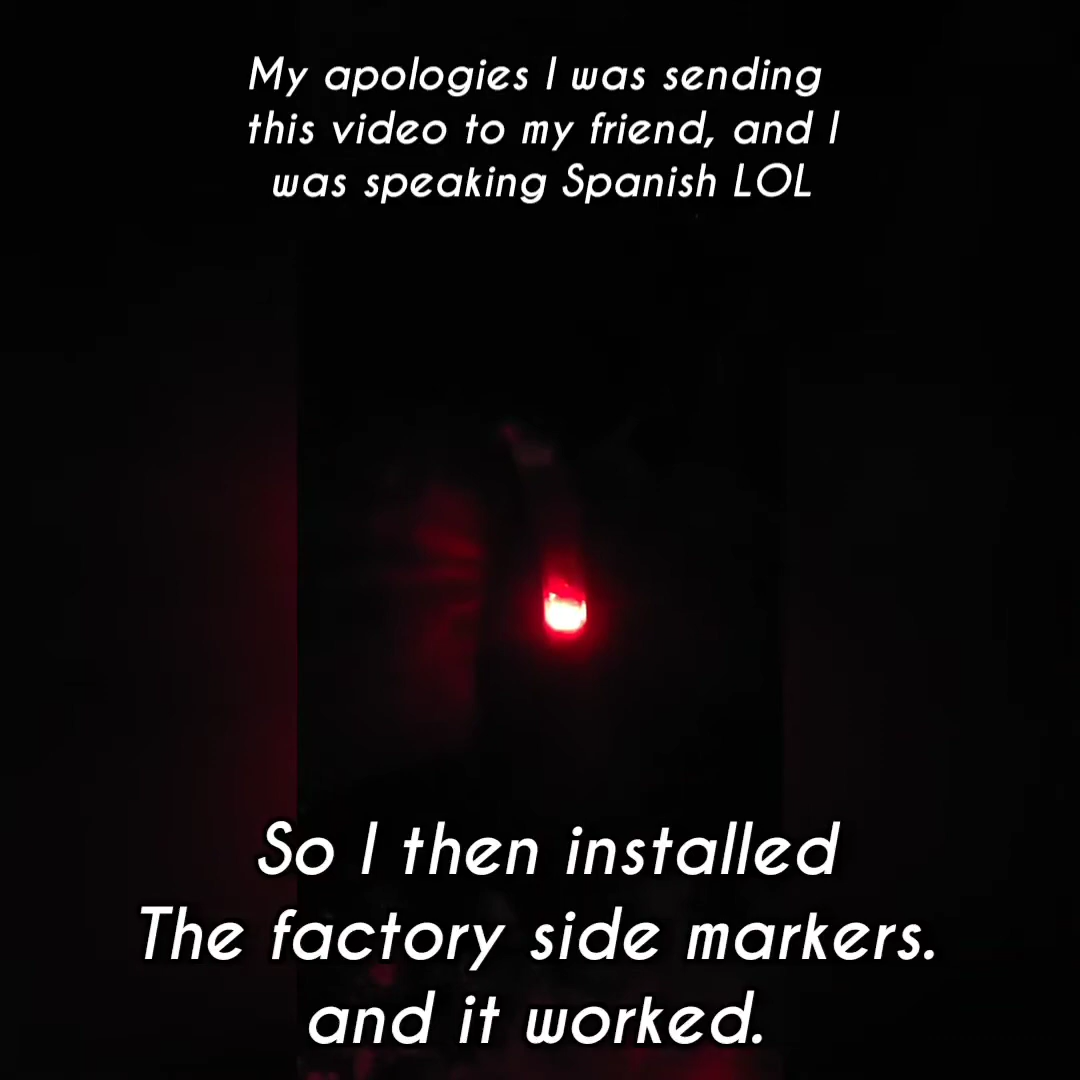 My apologies I was sending
this video to my friend, and I
was speaking Spanish LOL
So I then installed
The factory side markers.
and it worked.